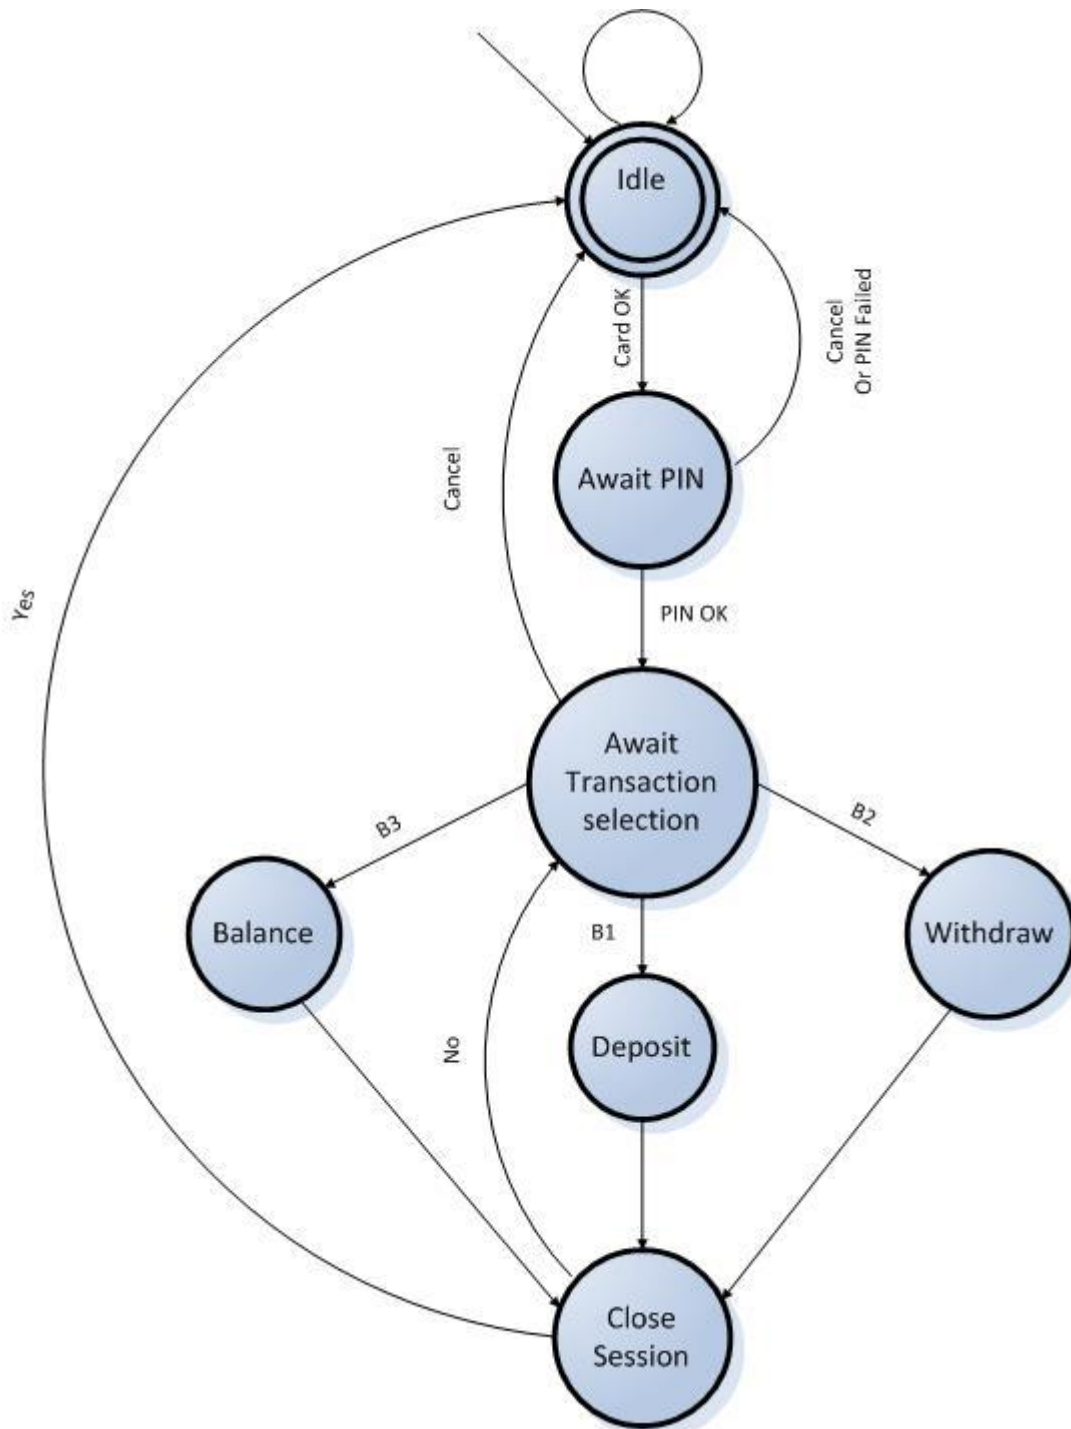 Idle
Card OK
Cancel
Or PIN Failed
Await PIN
Cancel
Yes
PIN OK
Await
Transaction
selection
B3
B2
Balance
B1
Withdraw
No
Deposit
Close
Session